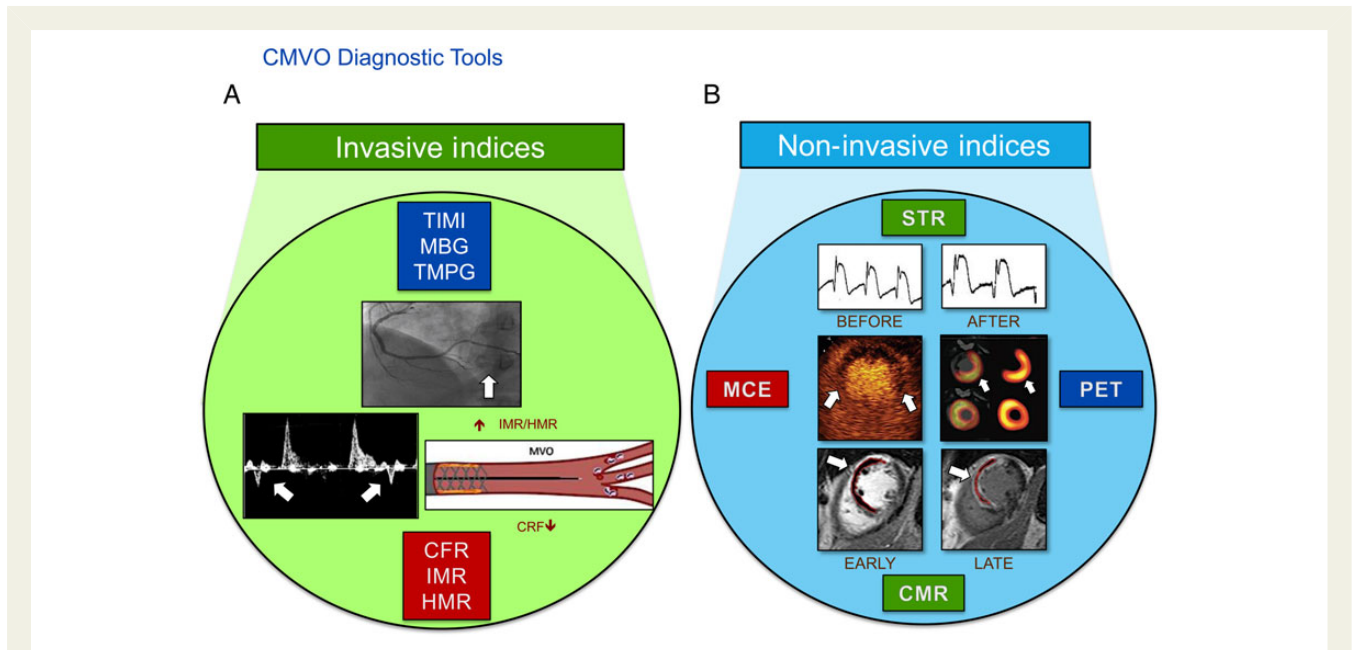 CMVO Diagnostic Tools
A
Invasive indices
TIMI
MBG
TMPG
IMR/HMR
MVO
CRF
CFR
IMR
HMR
B
Non-invasive indices
STR
BEFORE
AFTER
MCE
PET
EARLY
LATE
CMR